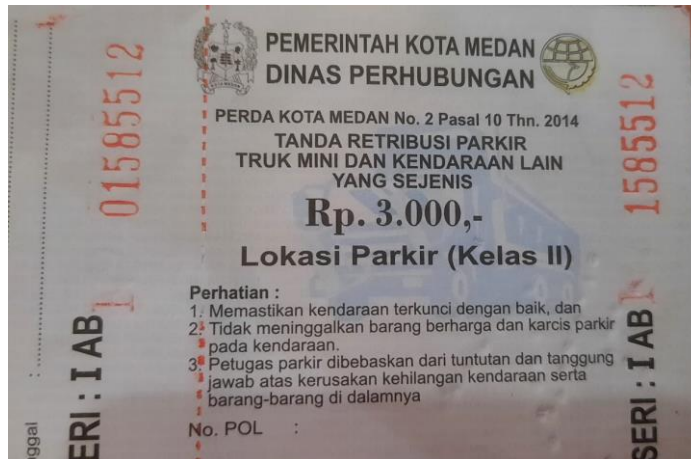 PEMERINTAH KOTA MEDAN
DINAS PERHUBUNGAN
PERDA KOTA MEDAN No. 2 Pasal 10 Thn. 2014
TANDA RETRIBUSI PARKIR
TRUK MINI DAN KENDARAAN LAIN
YANG SEJENIS
Rp. 3.000,-
Lokasi Parkir (Kelas II)
Perhatian :
1. Memastikan kendaraan terkunci dengan baik, dan
2. Tidak meninggalkan barang berharga dan karcis parkir
pada kendaraan.
3. Petugas parkir dibebaskan dari tuntutan dan tanggung
jawab atas kerusakan kehilangan kendaraan serta
barang-barang di dalamnya
No. POL :
ERI : I AB
01585512
SERI : I AB
1585512